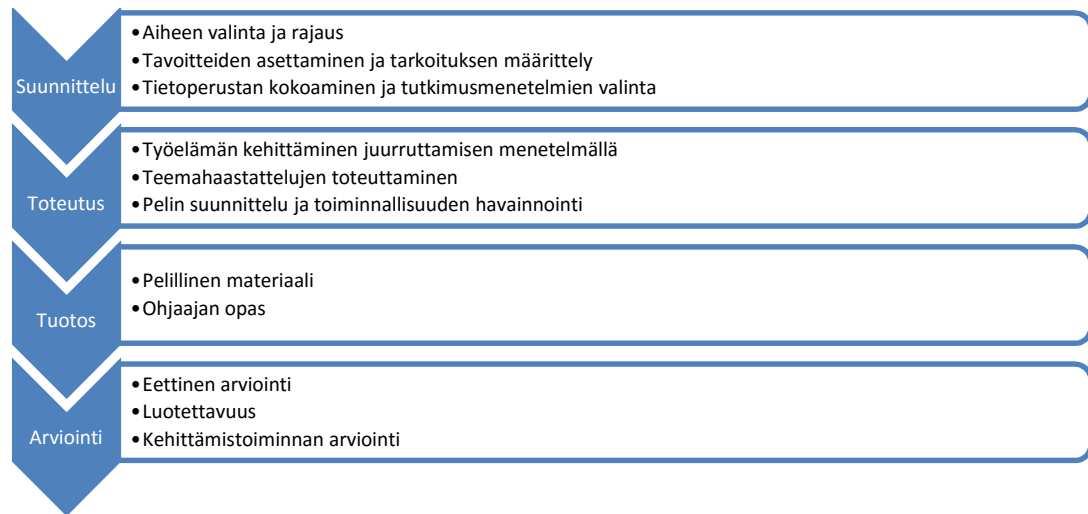 Suunnittelu
•Aiheen valinta ja rajaus
•Tavoitteiden asettaminen ja tarkoituksen määrittely
•Tietoperustan kokoaminen ja tutkimusmenetelmien valinta
Toteutus
•Työelämän kehittäminen juurruttamisen menetelmällä
•Teemahaastattelujen toteuttaminen
•Pelin suunnittelu ja toiminnallisuuden havainnointi
Tuotos
•Pelillinen materiaali
•Ohjaajan opas
Arviointi
•Eettinen arviointi
•Luotettavuus
•Kehittämistoiminnan arviointi